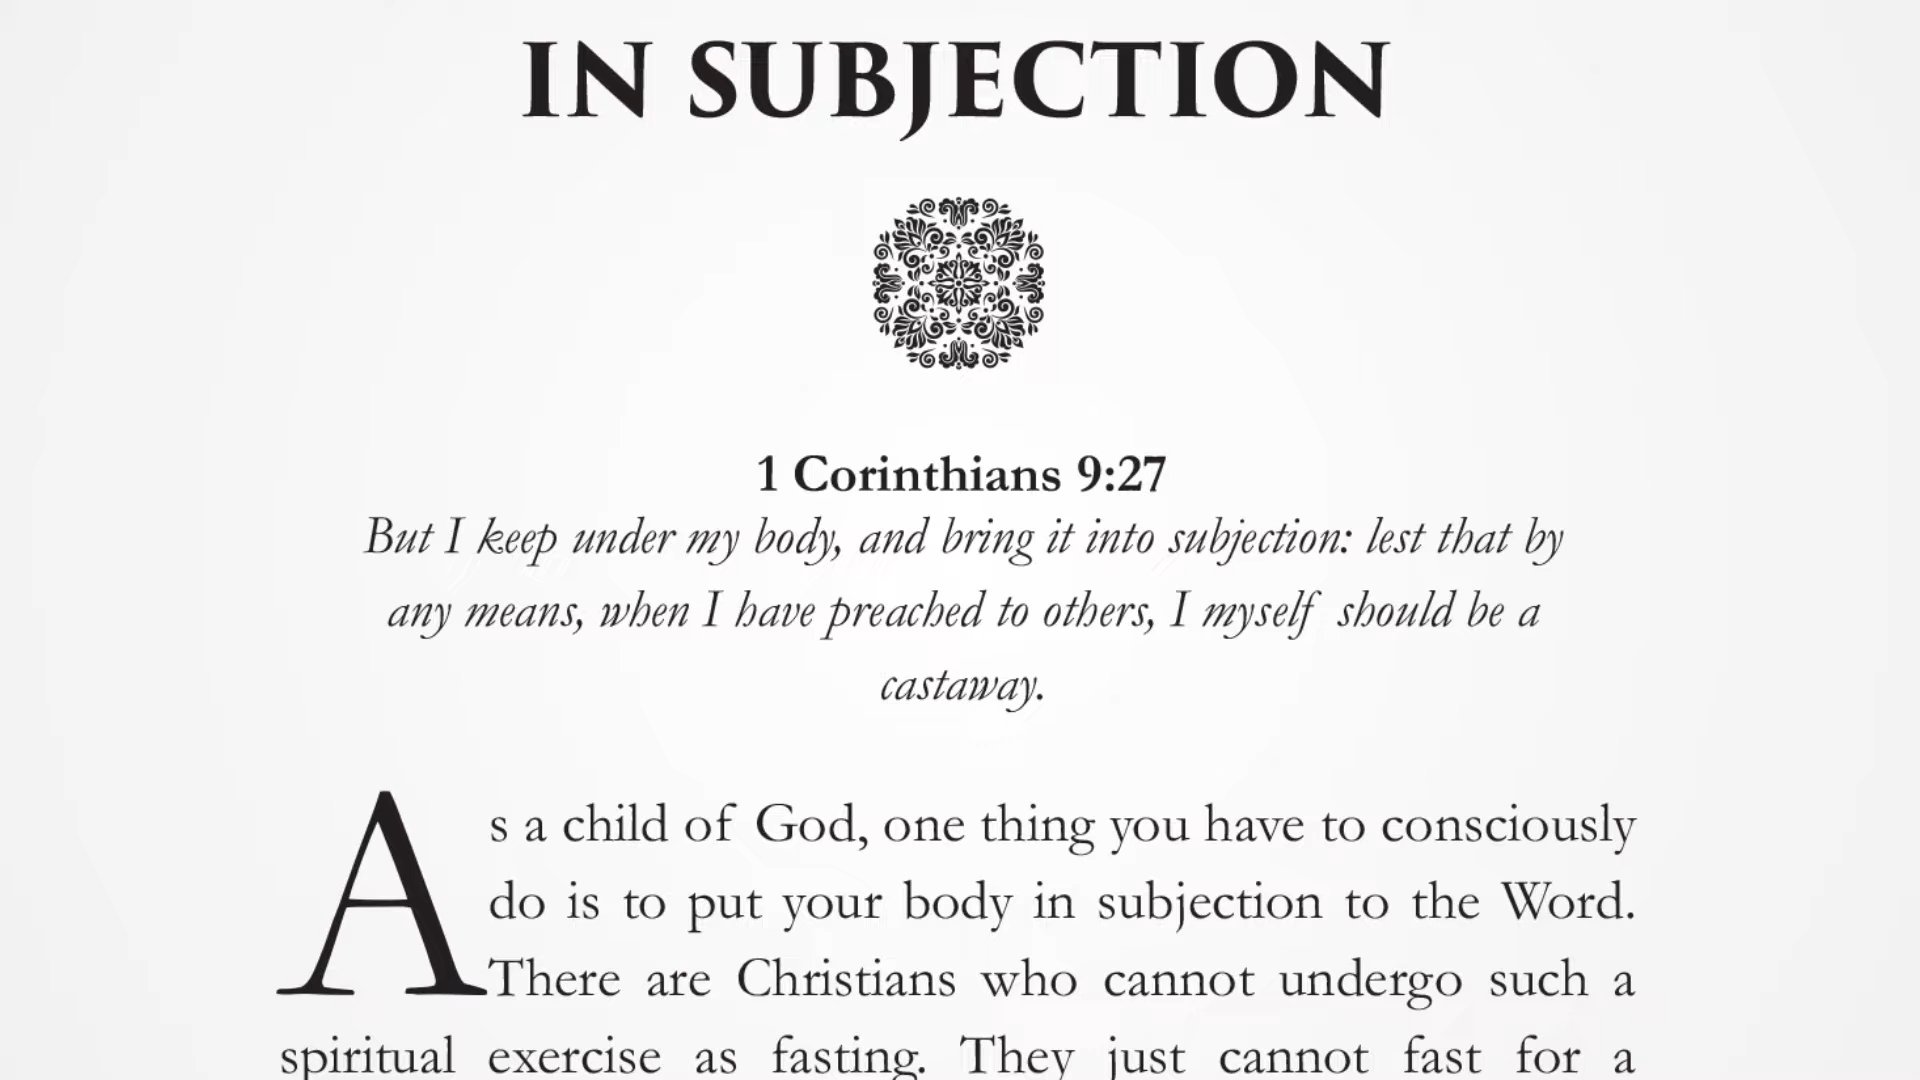 IN SUBJECTION
1 Corinthians 9:27
But I keep under my body, and bring it into subjection: lest that by
any means, when I have preached to others, I myself should be a
castaway.
As a child of God, one thing you have to consciously
do is to put your body in subjection to the Word.
There are Christians who cannot undergo such a
spiritual exercise as fasting. They just cannot fast for a